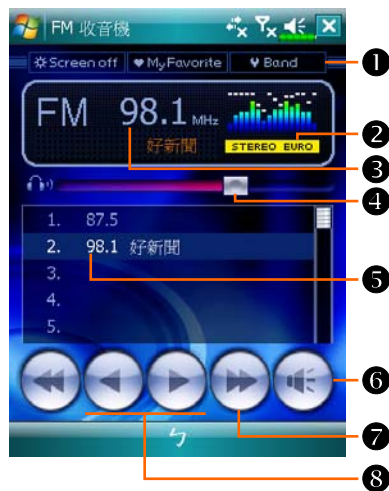 FM 收音機
Screen off MyFavorite Band
1
FM 98.1 MHz
好新聞 STEREO EURO
2
3
4
1. 87.5
2. 98.1 好新聞
3.
4.
5.
5
6
7
ㄅ
8